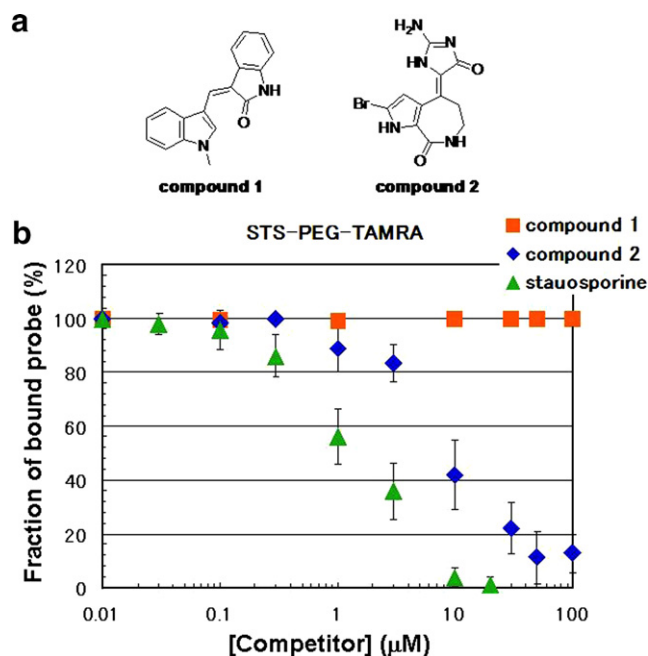 a
H₂N
N
HN
O
NH
O
N
Br
HN
NH
O
compound 1
compound 2
b
STS-PEG-TAMRA
compound 1
compound 2
stauosporine
Fraction of bound probe (%)
120
100
80
60
40
20
0
0.01
0.1
1
10
100
[Competitor] (μM)